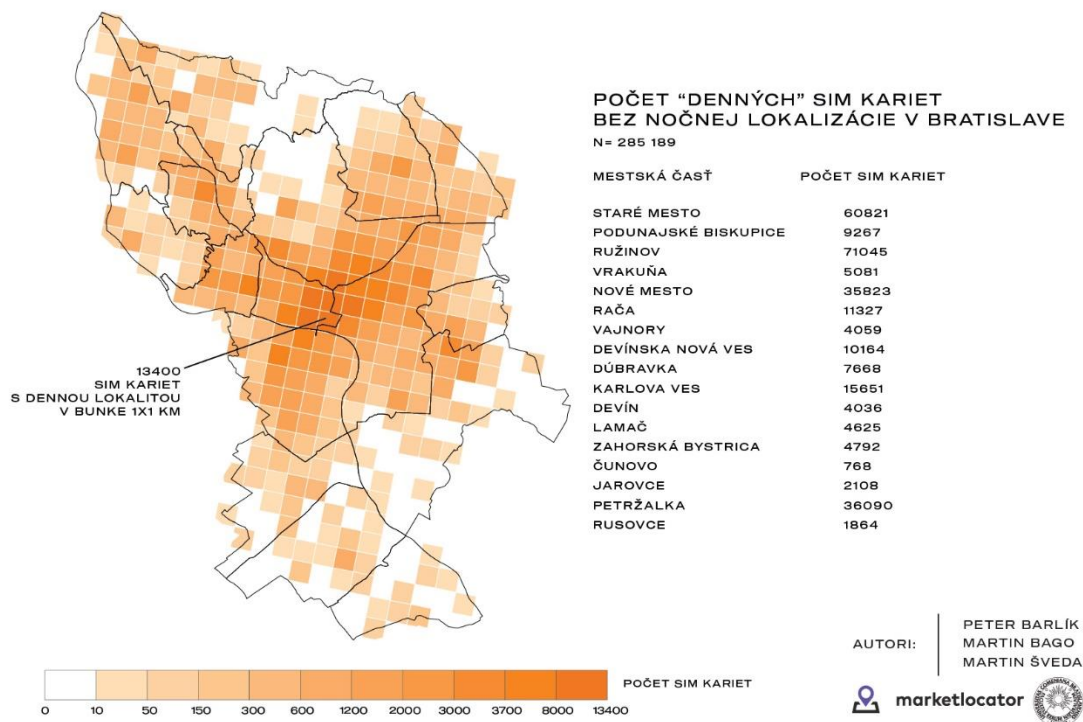 POČET "DENNÝCH" SIM KARIET
BEZ NOČNEJ LOKALIZÁCIE V BRATISLAVE
N= 285 189
MESTSKÁ ČASŤ POČET SIM KARIET
STARÉ MESTO 60821
PODUNAJSKÉ BISKUPICE 9267
RUŽINOV 71045
VRAKUŇA 5081
NOVÉ MESTO 35823
RAČA 11327
VAJNORY 4059
DEVÍNSKA NOVÁ VES 10164
DÚBRAVKA 7668
KARLOVA VES 15651
DEVÍN 4036
LAMAČ 4625
ZAHORSKÁ BYSTRICA 4792
ČUNOVO 768
JAROVCE 2108
PETRŽALKA 36090
RUSOVCE 1864
13400
SIM KARIET
S DENNOU LOKALITOU
V BUNKE 1X1 KM
POČET SIM KARIET
0 10 50 150 300 600 1200 2000 3000 3700 8000 13400
AUTORI:
PETER BARLÍK
MARTIN BAGO
MARTIN ŠVEDA
marketlocator